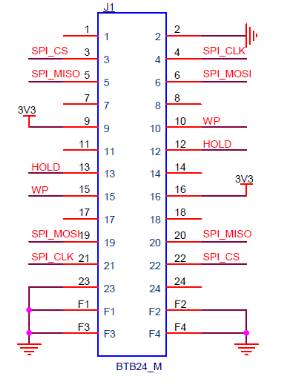 J1
1 1 2 2
SPI_CS 3 3 4 4 SPI_CLK
SPI_MISO 5 5 6 6 SPI_MOSI
7 7 8 8
3V3 9 9 10 10 WP
11 11 12 12 HOLD
HOLD 13 13 14 14
WP 15 15 16 16 3V3
17 17 18 18
SPI_MOSI 19 19 20 20 SPI_MISO
SPI_CLK 21 21 22 22 SPI_CS
23 23 24 24
F1 F1 F2 F2
F3 F3 F4 F4
BTB24_M